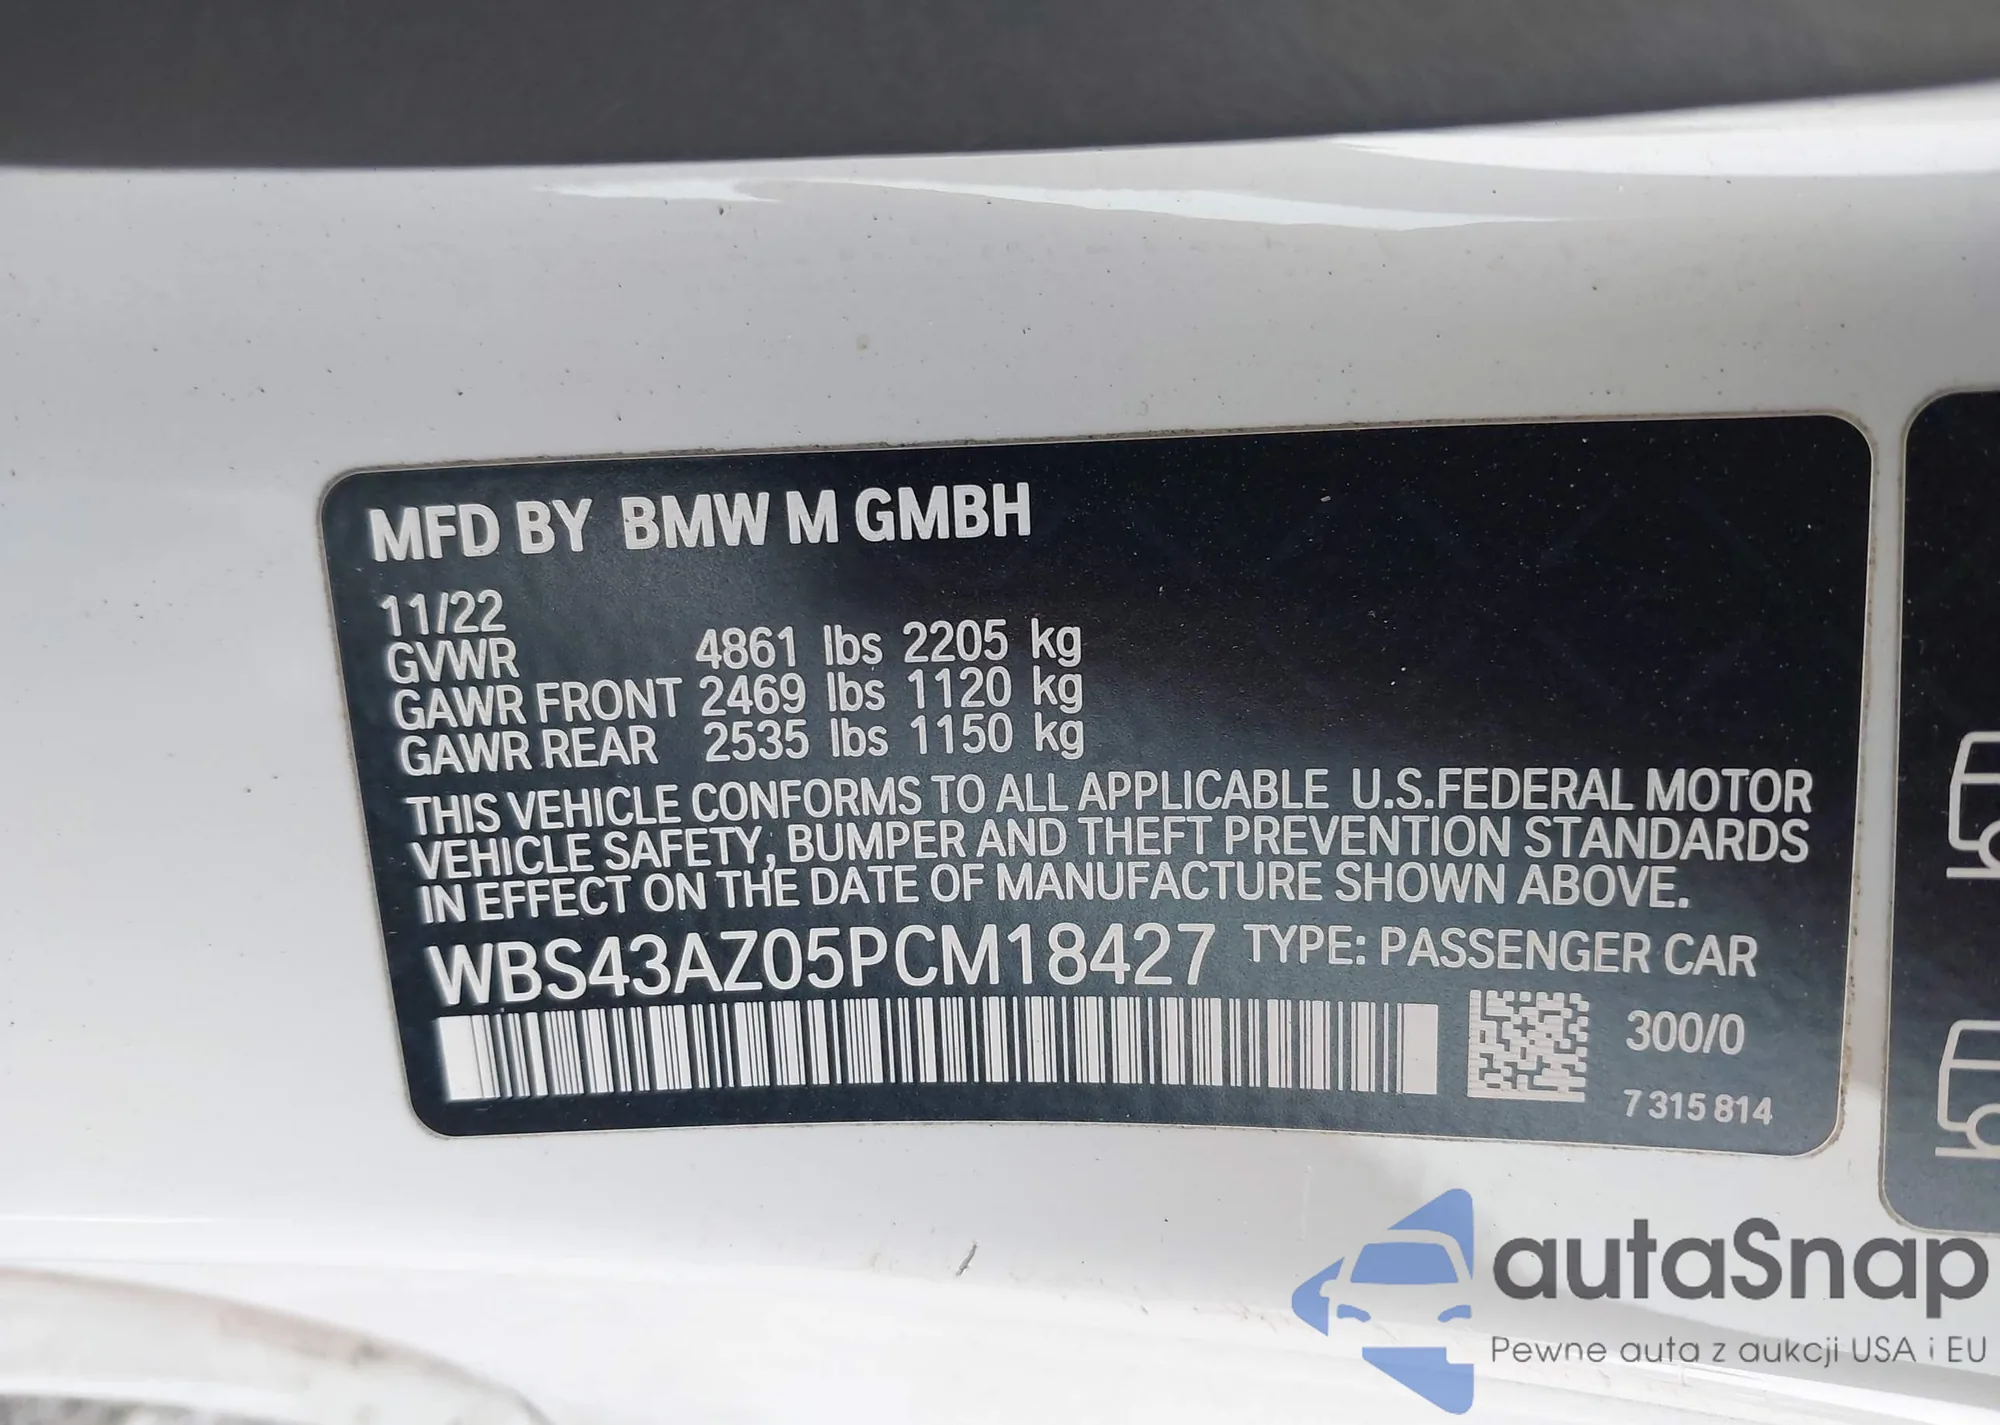 MFD BY BMW M GMBH
11/22
GVWR 4861 lbs 2205 kg
GAWR FRONT 2469 lbs 1120 kg
GAWR REAR 2535 lbs 1150 kg
THIS VEHICLE CONFORMS TO ALL APPLICABLE U.S.FEDERAL MOTOR
VEHICLE SAFETY, BUMPER AND THEFT PREVENTION STANDARDS
IN EFFECT ON THE DATE OF MANUFACTURE SHOWN ABOVE.
WBS43AZ05PCM18427 TYPE: PASSENGER CAR
300/0
7 315 814
autaSnap
Pewne auta z aukcji USA i EU